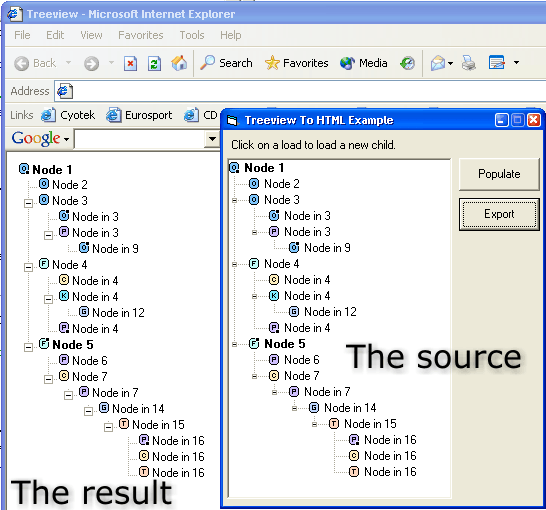 Treeview - Microsoft Internet Explorer
File Edit View Favorites Tools Help
Back Search Favorites Media
Address
Links Cyotek Eurosport CD
Google
Node 1
Node 2
Node 3
Node in 3
Node in 3
Node in 9
Node 4
Node in 4
Node in 4
Node in 12
Node in 4
Node 5
Node 6
Node 7
Node in 7
Node in 14
Node in 15
Node in 16
Node in 16
Node in 16
The result
Treeview To HTML Example
Click on a load to load a new child.
Populate
Export
Node 1
Node 2
Node 3
Node in 3
Node in 3
Node in 9
Node 4
Node in 4
Node in 4
Node in 12
Node in 4
Node 5
Node 6
Node 7
Node in 7
Node in 14
Node in 15
Node in 16
Node in 16
Node in 16
The source